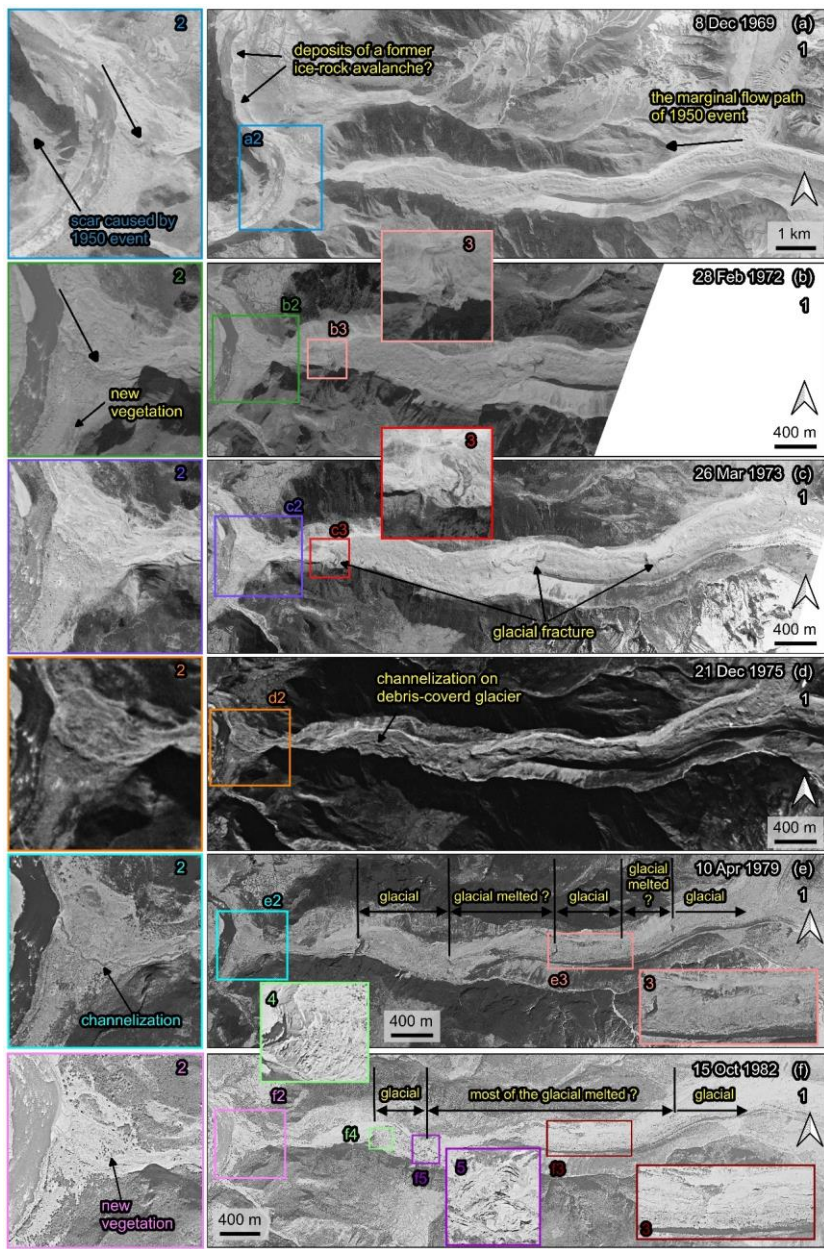 2
8 Dec 1969 (a)
1
deposits of a former
ice-rock avalanche?
the marginal flow path
of 1950 event
a2
scar caused by
1950 event
1 km
2
3
28 Feb 1972 (b)
1
b2
b3
new
vegetation
400 m
2
3
26 Mar 1973 (c)
1
c2
c3
glacial fracture
400 m
2
21 Dec 1975 (d)
1
channelization on
debris-coverd glacier
d2
400 m
2
10 Apr 1979 (e)
1
glacial
glacial melted ?
glacial
glacial
melted
?
glacial
e2
e3
3
channelization
4
400 m
2
15 Oct 1982 (f)
1
glacial
most of the glacial melted ?
glacial
f2
f4
f5
f3
5
3
new
vegetation
400 m